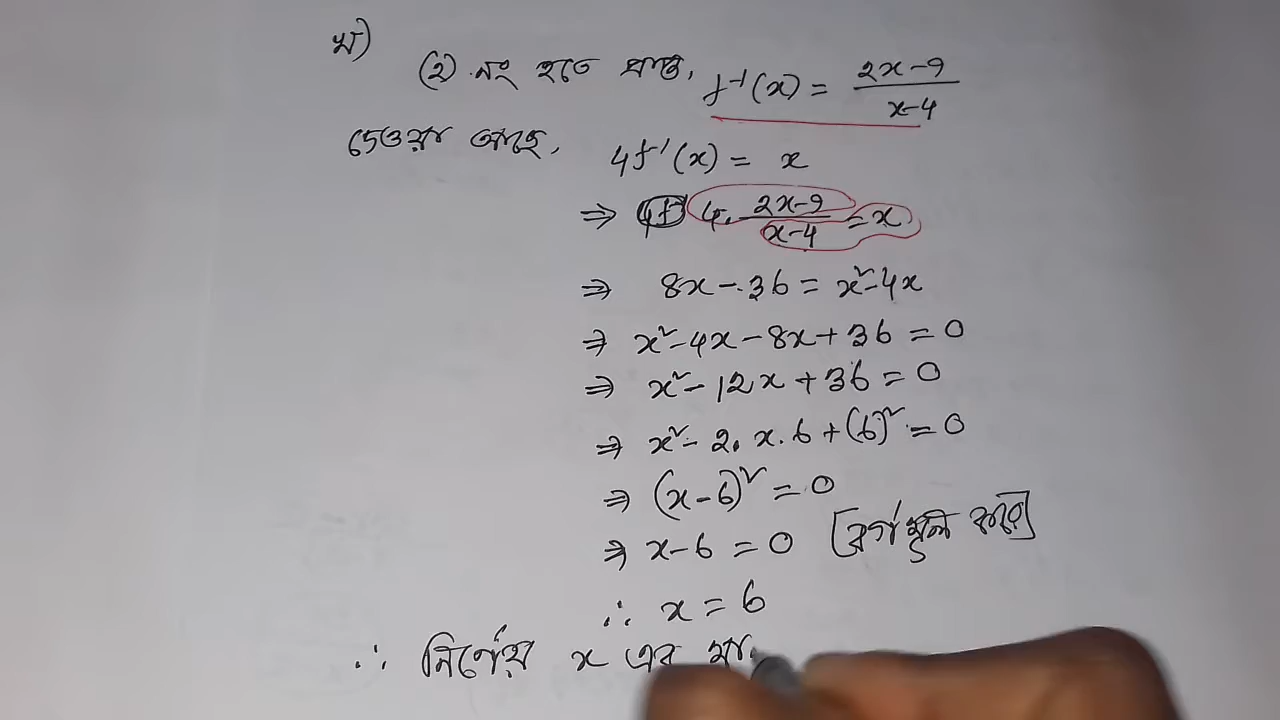 খ)
(২) নং হতে প্রাপ্ত, f⁻¹(x) = (2x-9)/(x-4)
দেওয়া আছে, 4f⁻¹(x) = x
⇒ 4. (2x-9)/(x-4) = x
⇒ 8x - 36 = x² - 4x
⇒ x² - 4x - 8x + 36 = 0
⇒ x² - 12x + 36 = 0
⇒ x² - 2. x. 6 + (6)² = 0
⇒ (x-6)² = 0
⇒ x-6 = 0 [বর্গমূল করে]
∴ x = 6
∴ নির্ণেয় x এর মা